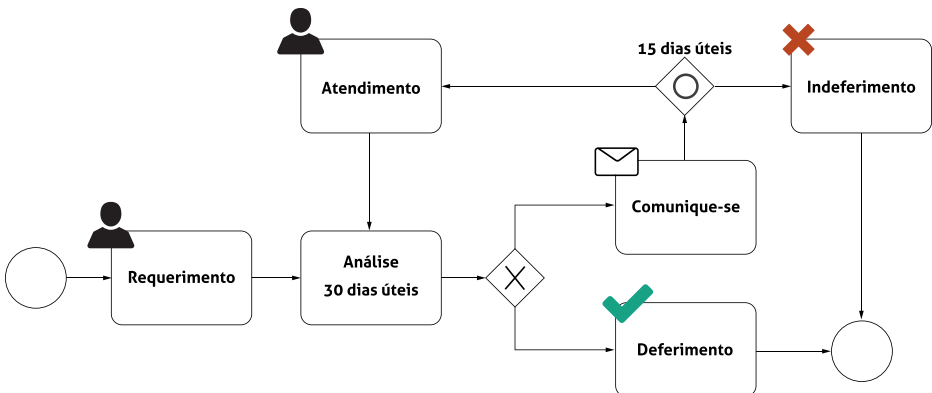 15 dias úteis
Atendimento
Indeferimento
Comunique-se
Requerimento
Análise
30 dias úteis
Deferimento